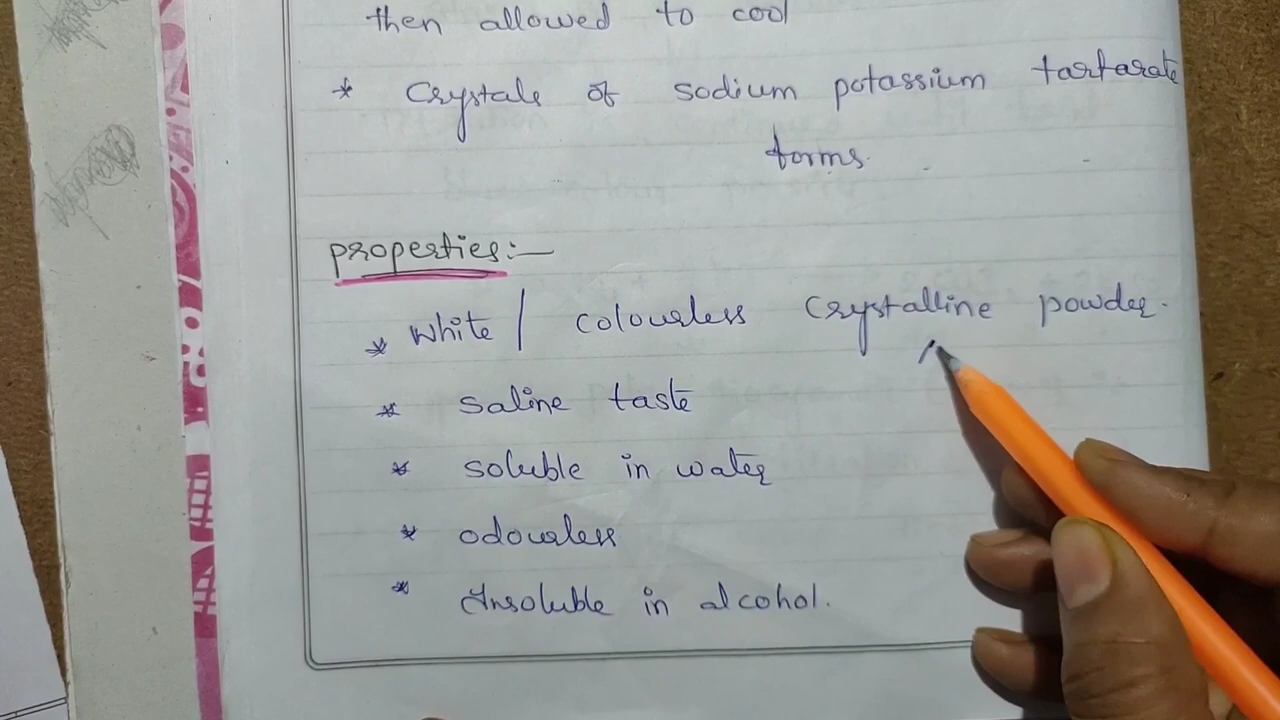 then allowed to cool
* Crystals of sodium potassium tartarate
forms.
properties:-
* White / colourless crystalline powder.
* saline taste
* soluble in water
* odourless
* Insoluble in alcohol.